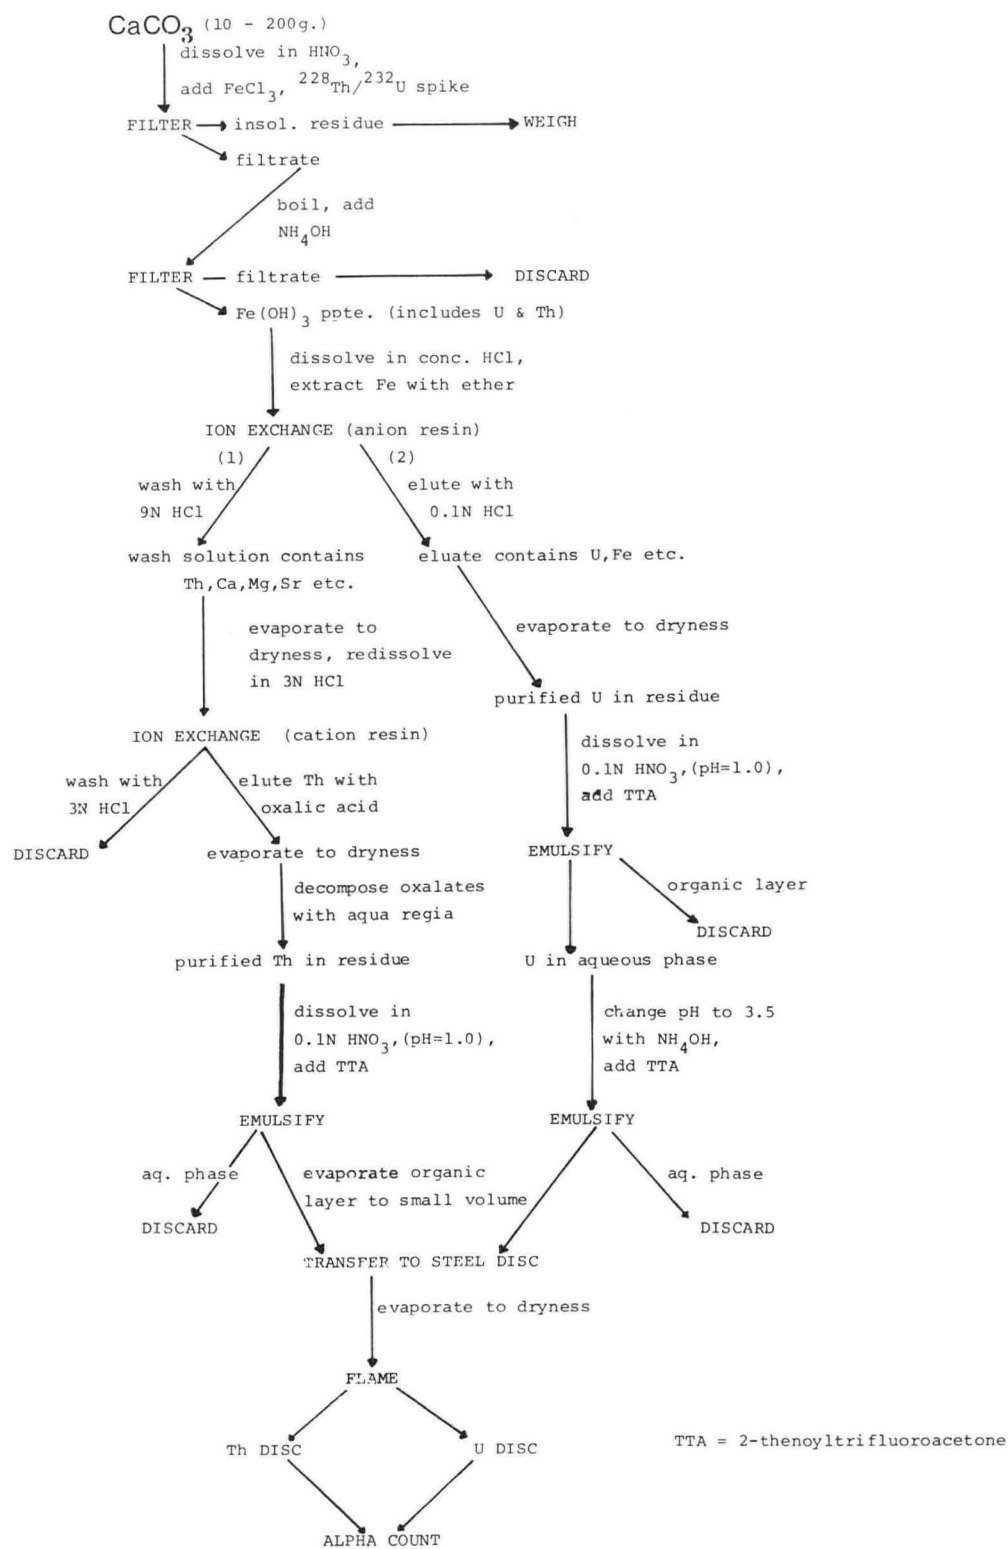 CaCO3 (10 - 200g.)
dissolve in HNO3,
add FeCl3, 228Th/232U spike
FILTER insol. residue WEIGH
filtrate
boil, add
NH4OH
FILTER filtrate DISCARD
Fe(OH)3 ppte. (includes U & Th)
dissolve in conc. HCl,
extract Fe with ether
ION EXCHANGE (anion resin)
(1) (2)
wash with
9N HCl
elute with
0.1N HCl
wash solution contains
Th,Ca,Mg,Sr etc.
eluate contains U,Fe etc.
evaporate to
dryness, redissolve
in 3N HCl
evaporate to dryness
purified U in residue
ION EXCHANGE (cation resin)
dissolve in
0.1N HNO3,(pH=1.0),
add TTA
wash with
3N HCl
elute Th with
oxalic acid
DISCARD
evaporate to dryness
EMULSIFY
decompose oxalates
with aqua regia
organic layer
DISCARD
purified Th in residue
U in aqueous phase
dissolve in
0.1N HNO3,(pH=1.0),
add TTA
change pH to 3.5
with NH4OH,
add TTA
EMULSIFY
EMULSIFY
aq. phase
evaporate organic
layer to small volume
aq. phase
DISCARD
DISCARD
TRANSFER TO STEEL DISC
evaporate to dryness
FLAME
Th DISC
U DISC
TTA = 2-thenoyltrifluoroacetone
ALPHA COUNT